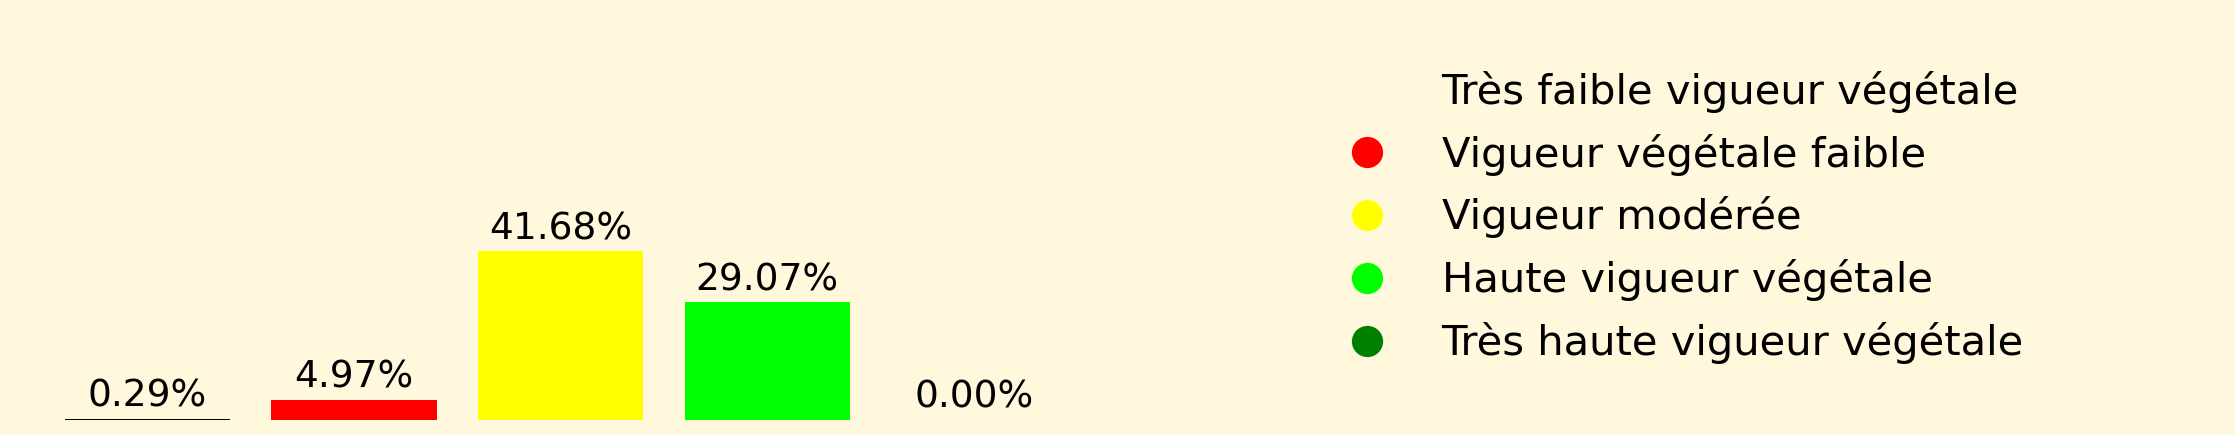 41.68%
29.07%
4.97%
0.29%
0.00%
Très faible vigueur végétale
Vigueur végétale faible
Vigueur modérée
Haute vigueur végétale
Très haute vigueur végétale